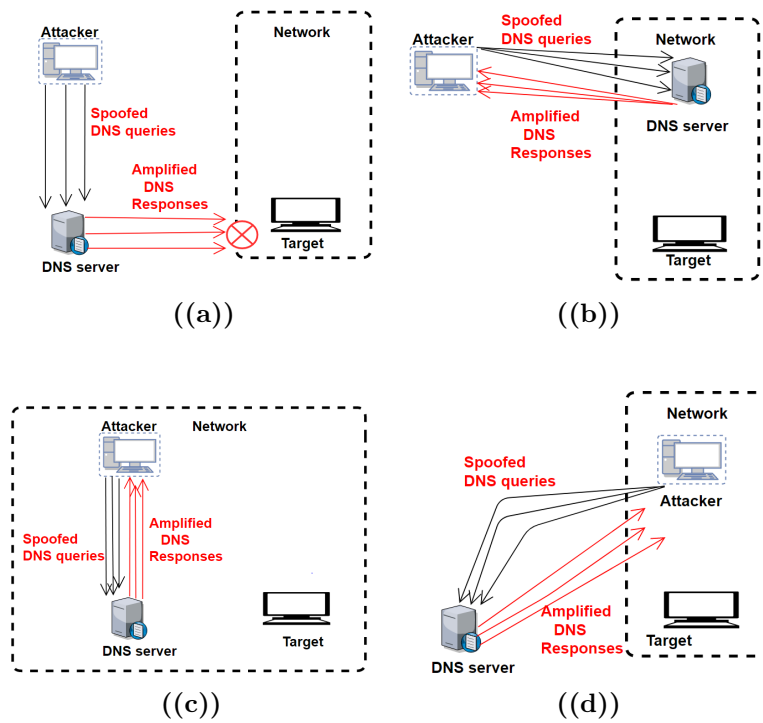 Attacker
Network
Spoofed
DNS queries
Amplified
DNS
Responses
Target
DNS server
((a))
Spoofed
DNS queries
Attacker
Network
Amplified
DNS
Responses
DNS server
Target
((b))
Attacker
Network
Spoofed
DNS queries
Amplified
DNS
Responses
DNS server
Target
((c))
Network
Spoofed
DNS queries
Attacker
Amplified
DNS
Responses
DNS server
Target
((d))